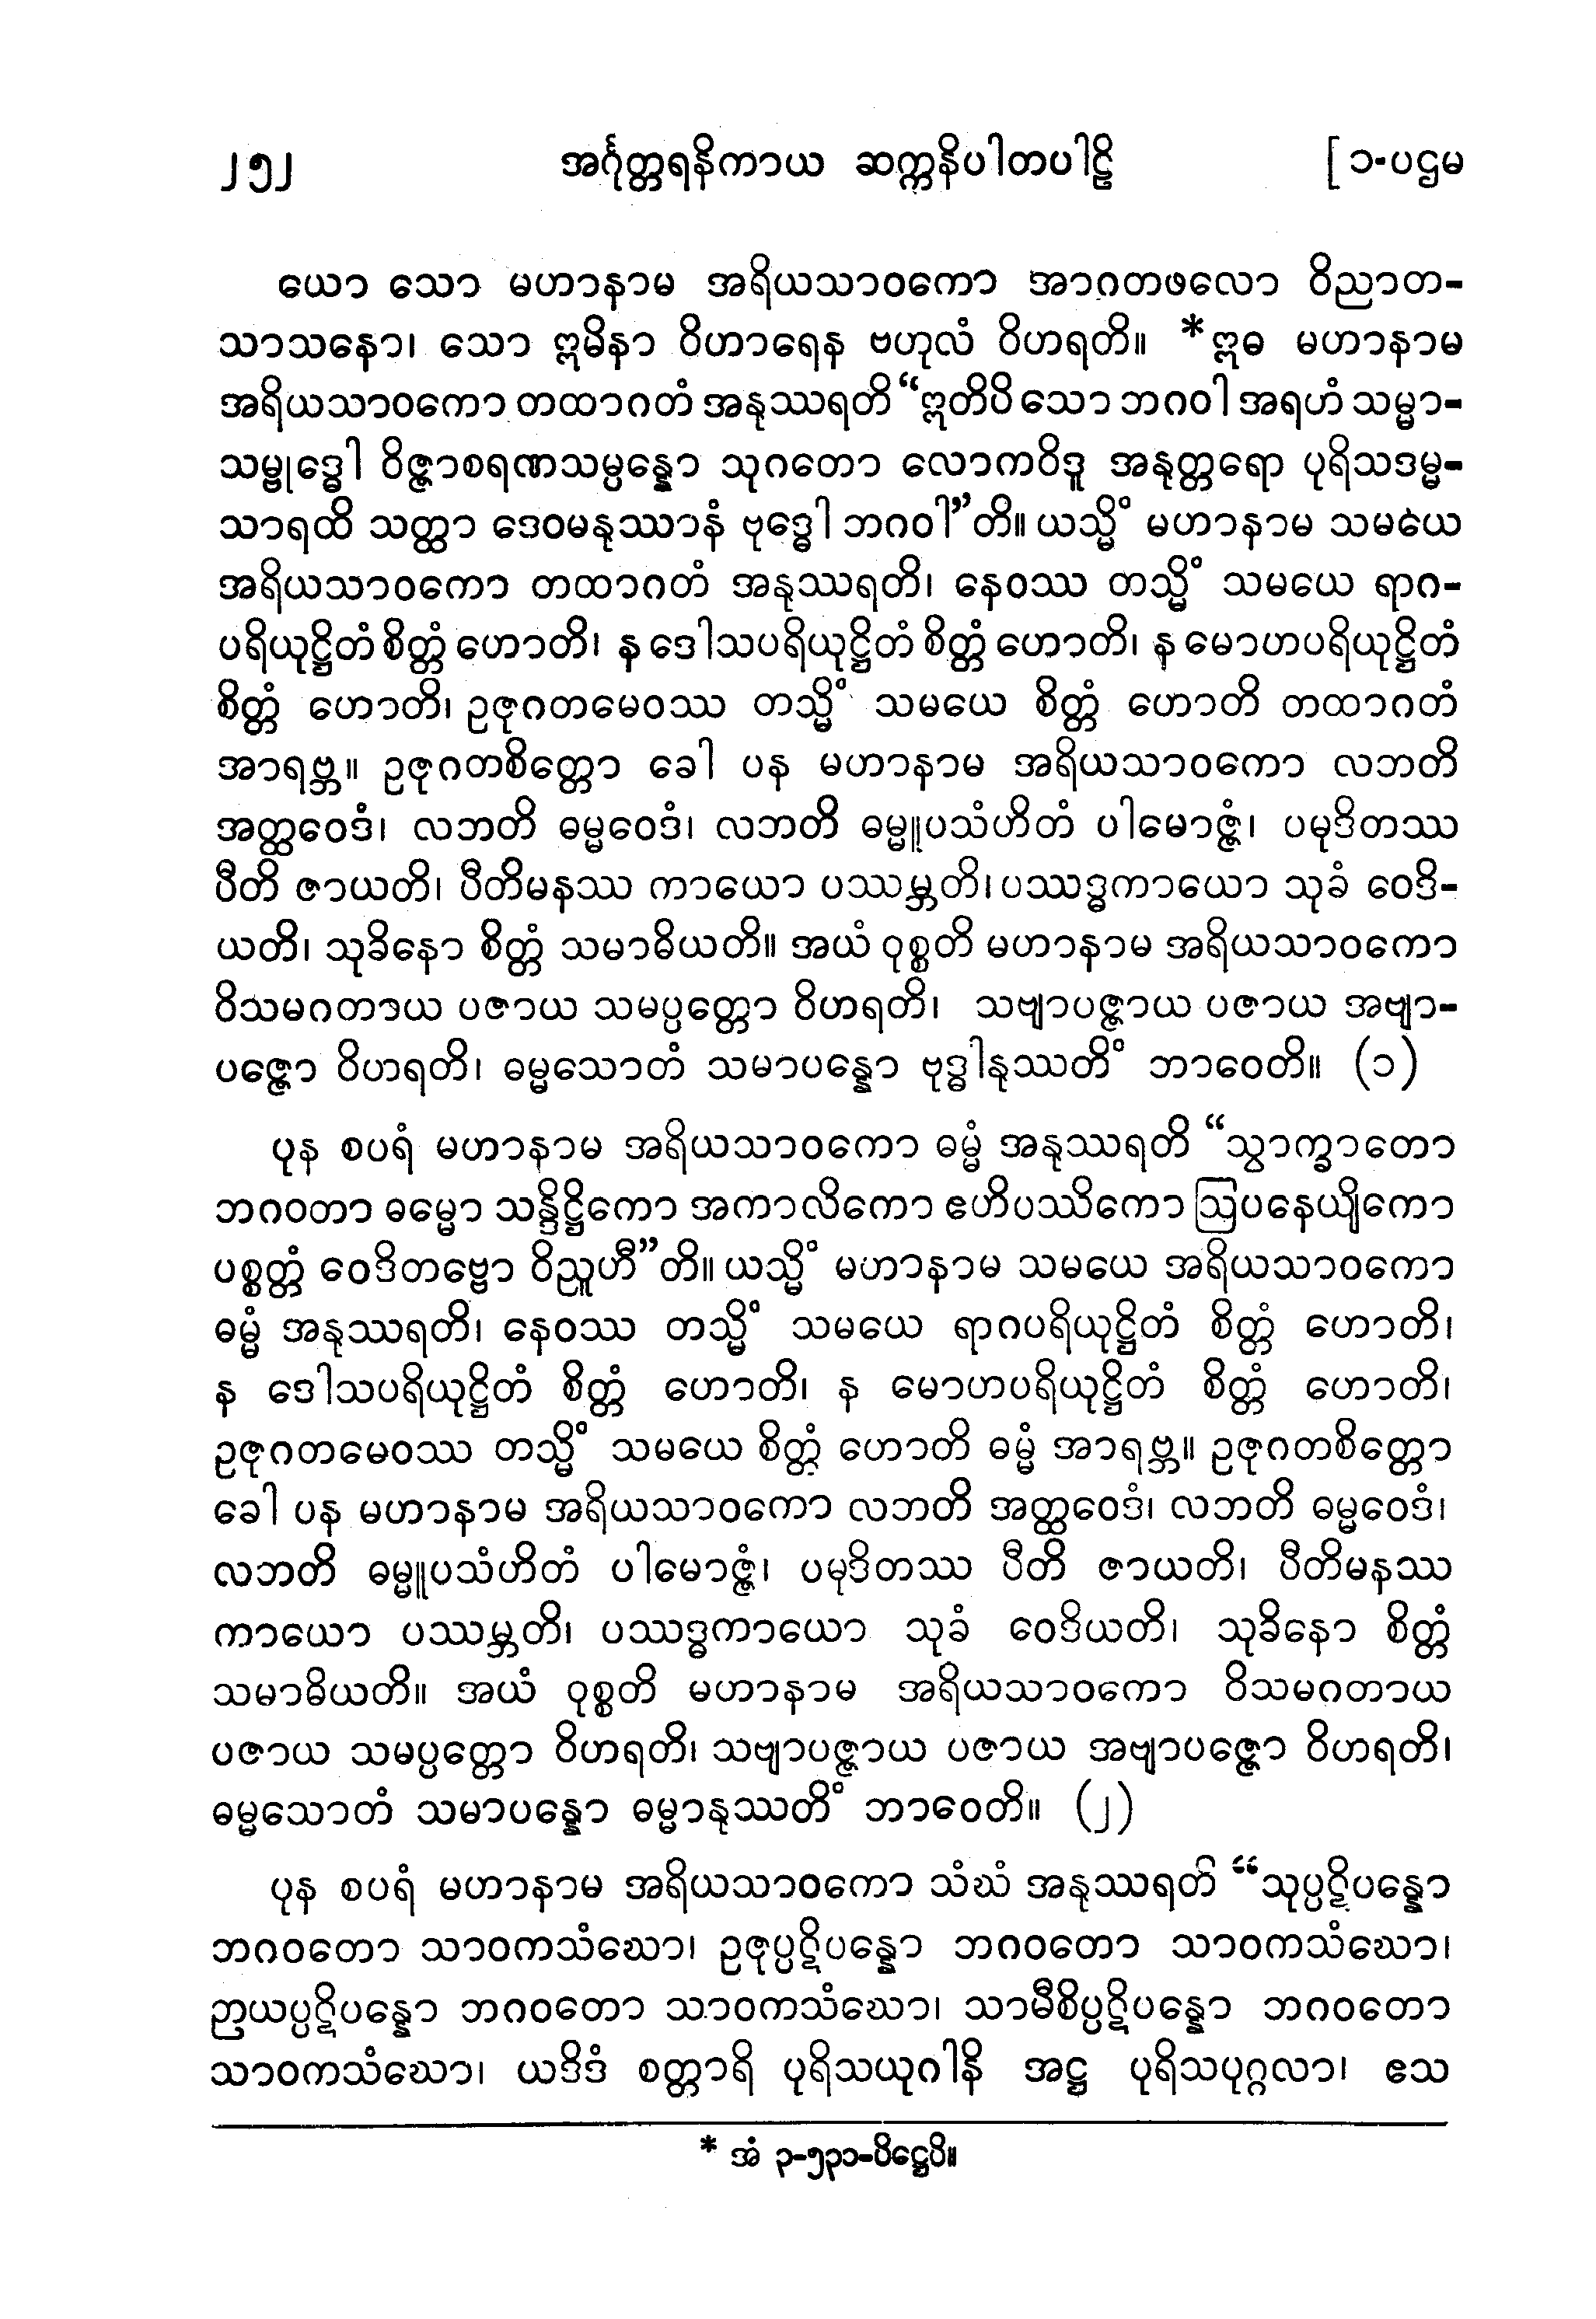 ၂၅၂ အင်္ဂုတ္တရနိကာယ ဆက္ကနိပါတပါဠိ [ ၁-ပဌမ
ယော သော မဟာနာမ အရိယသာဝကော အာဂတဖလော ဝိညာတ-
သာသနော၊ သော ဣမိနာ ဝိဟာရေန ဗဟုလံ ဝိဟရတိ။ *ဣဓ မဟာနာမ
အရိယသာဝကော တထာဂတံ အနုဿရတိ “ဣတိပိ သော ဘဂဝါ အရဟံ သမ္မာ-
သမ္ဗုဒ္ဓေါ ဝိဇ္ဇာစရဏသမ္ပန္နော သုဂတော လောကဝိဒူ အနုတ္တရော ပုရိသဒမ္မ-
သာရထိ သတ္ထာ ဒေဝမနုဿာနံ ဗုဒ္ဓေါ ဘဂဝါ”တိ။ ယသ္မိံ မဟာနာမ သမယေ
အရိယသာဝကော တထာဂတံ အနုဿရတိ၊ နေဝဿ တသ္မိံ သမယေ ရာဂ-
ပရိယုဋ္ဌိတံ စိတ္တံ ဟောတိ၊ န ဒေါသပရိယုဋ္ဌိတံ စိတ္တံ ဟောတိ၊ န မောဟပရိယုဋ္ဌိတံ
စိတ္တံ ဟောတိ၊ ဥဇုဂတမေဝဿ တသ္မိံ သမယေ စိတ္တံ ဟောတိ တထာဂတံ
အာရဗ္ဘ။ ဥဇုဂတစိတ္တော ခေါ ပန မဟာနာမ အရိယသာဝကော လဘတိ
အတ္ထဝေဒံ၊ လဘတိ ဓမ္မဝေဒံ၊ လဘတိ ဓမ္မူပသံဟိတံ ပါမောဇ္ဇံ၊ ပမုဒိတဿ
ပီတိ ဇာယတိ၊ ပီတိမနဿ ကာယော ပဿမ္ဘတိ၊ ပဿဒ္ဓကာယော သုခံ ဝေဒိ-
ယတိ၊ သုခိနော စိတ္တံ သမာဓိယတိ။ အယံ ဝုစ္စတိ မဟာနာမ အရိယသာဝကော
ဝိသမဂတာယ ပဇာယ သမပ္ပတ္တော ဝိဟရတိ၊ သဗျာပဇ္ဇာယ ပဇာယ အဗျာ-
ပဇ္ဇော ဝိဟရတိ၊ ဓမ္မသောတံ သမာပန္နော ဗုဒ္ဓါနုဿတိံ ဘာဝေတိ။ (၁)
ပုန စပရံ မဟာနာမ အရိယသာဝကော ဓမ္မံ အနုဿရတိ “သွာက္ခာတော
ဘဂဝတာ ဓမ္မော သန္ဒိဋ္ဌိကော အကာလိကော ဧဟိပဿိကော ဩပနေယျိကော
ပစ္စတ္တံ ဝေဒိတဗ္ဗော ဝိညူဟီ”တိ။ ယသ္မိံ မဟာနာမ သမယေ အရိယသာဝကော
ဓမ္မံ အနုဿရတိ၊ နေဝဿ တသ္မိံ သမယေ ရာဂပရိယုဋ္ဌိတံ စိတ္တံ ဟောတိ၊
န ဒေါသပရိယုဋ္ဌိတံ စိတ္တံ ဟောတိ၊ န မောဟပရိယုဋ္ဌိတံ စိတ္တံ ဟောတိ၊
ဥဇုဂတမေဝဿ တသ္မိံ သမယေ စိတ္တံ ဟောတိ ဓမ္မံ အာရဗ္ဘ။ ဥဇုဂတစိတ္တော
ခေါ ပန မဟာနာမ အရိယသာဝကော လဘတိ အတ္ထဝေဒံ၊ လဘတိ ဓမ္မဝေဒံ၊
လဘတိ ဓမ္မူပသံဟိတံ ပါမောဇ္ဇံ၊ ပမုဒိတဿ ပီတိ ဇာယတိ၊ ပီတိမနဿ
ကာယော ပဿမ္ဘတိ၊ ပဿဒ္ဓကာယော သုခံ ဝေဒိယတိ၊ သုခိနော စိတ္တံ
သမာဓိယတိ။ အယံ ဝုစ္စတိ မဟာနာမ အရိယသာဝကော ဝိသမဂတာယ
ပဇာယ သမပ္ပတ္တော ဝိဟရတိ၊ သဗျာပဇ္ဇာယ ပဇာယ အဗျာပဇ္ဇော ဝိဟရတိ၊
ဓမ္မသောတံ သမာပန္နော ဓမ္မာနုဿတိံ ဘာဝေတိ။ (၂)
ပုန စပရံ မဟာနာမ အရိယသာဝကော သံဃံ အနုဿရတိ “သုပ္ပဋိပန္နော
ဘဂဝတော သာဝကသံဃော၊ ဥဇုပ္ပဋိပန္နော ဘဂဝတော သာဝကသံဃော၊
ဉာယပ္ပဋိပန္နော ဘဂဝတော သာဝကသံဃော၊ သာမီစိပ္ပဋိပန္နော ဘဂဝတော
သာဝကသံဃော၊ ယဒိဒံ စတ္တာရိ ပုရိသယုဂါနိ အဋ္ဌ ပုရိသပုဂ္ဂလာ၊ ဧသ
* အံ ၃-၅၃၁-ပိဋ္ဌေပိ။